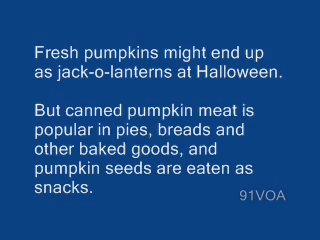 Fresh pumpkins might end up
as jack-o-lanterns at Halloween.
But canned pumpkin meat is
popular in pies, breads and
other baked goods, and
pumpkin seeds are eaten as
snacks.
91VOA